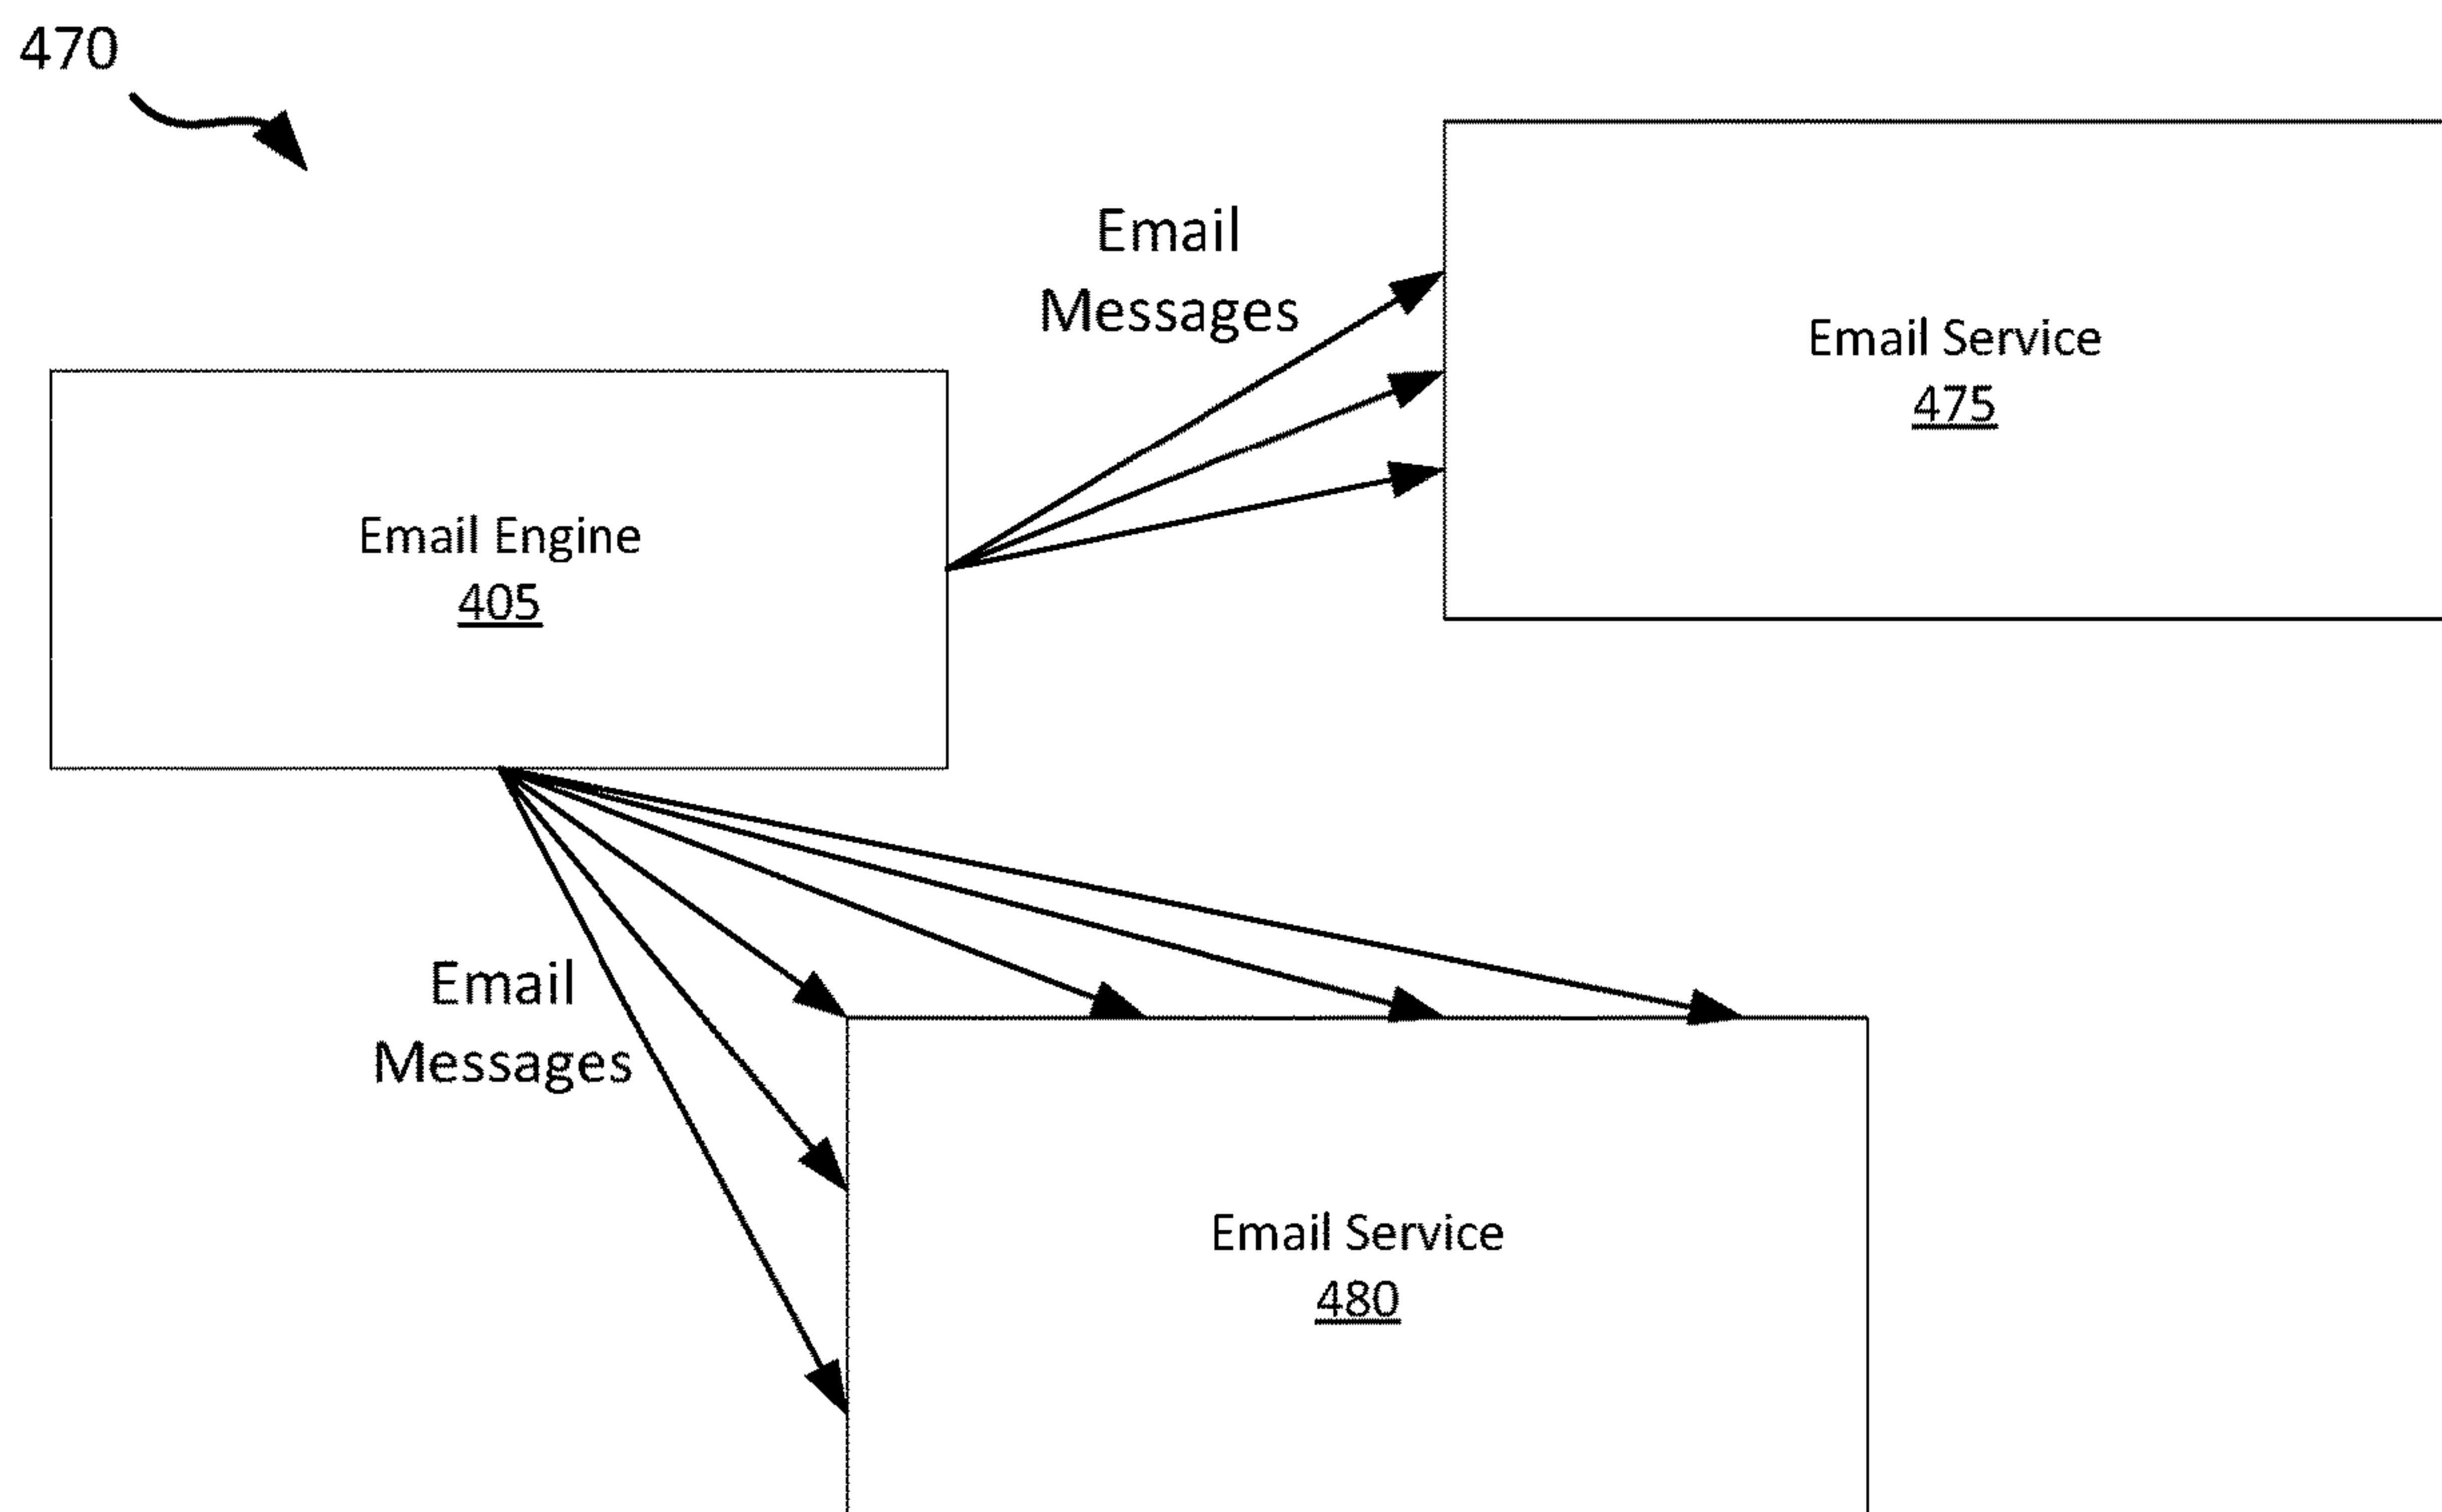 470
Email
Messages
Email Service
475
Email Engine
405
Email
Messages
Email Service
480